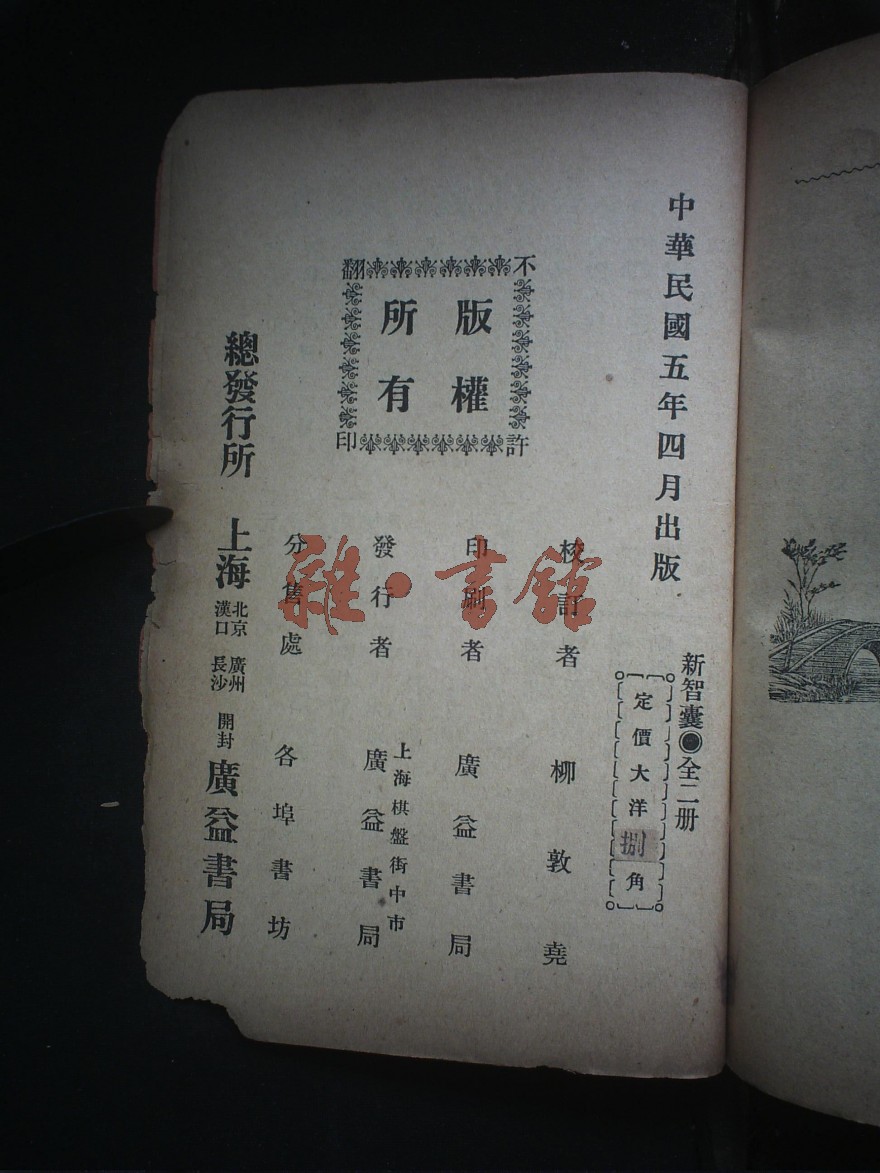 中華民國五年四月出版
新智囊◉全二册
定價大洋捌角
不許翻印
版權
所有
校訂者 柳敦堯
印刷者 廣益書局
上海棋盤街中市
發行者 廣益書局
分售處 各埠書坊
總發行所 上海 北京 漢口 廣州 長沙 開封 廣益書局
雜·書館